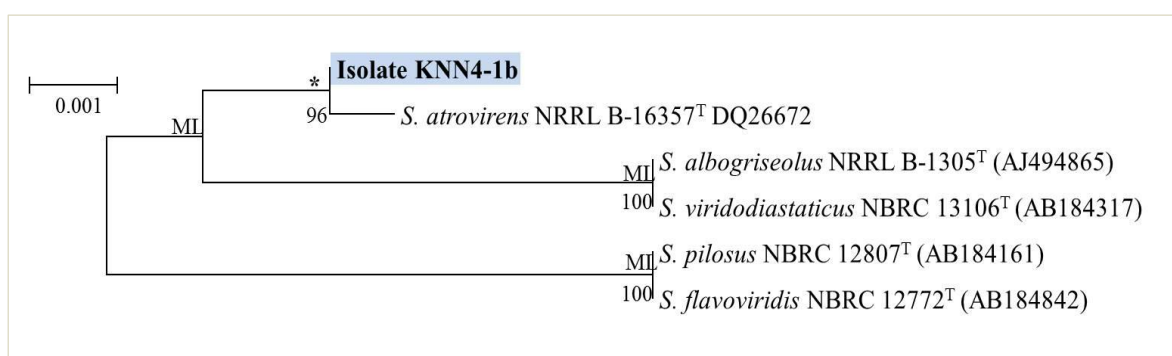 Isolate KNN4-1b
*
0.001
96
S. atrovirens NRRL B-16357ᵀ DQ26672
ML
S. albogriseolus NRRL B-1305ᵀ (AJ494865)
ML
100
S. viridodiastaticus NBRC 13106ᵀ (AB184317)
S. pilosus NBRC 12807ᵀ (AB184161)
ML
100
S. flavoviridis NBRC 12772ᵀ (AB184842)